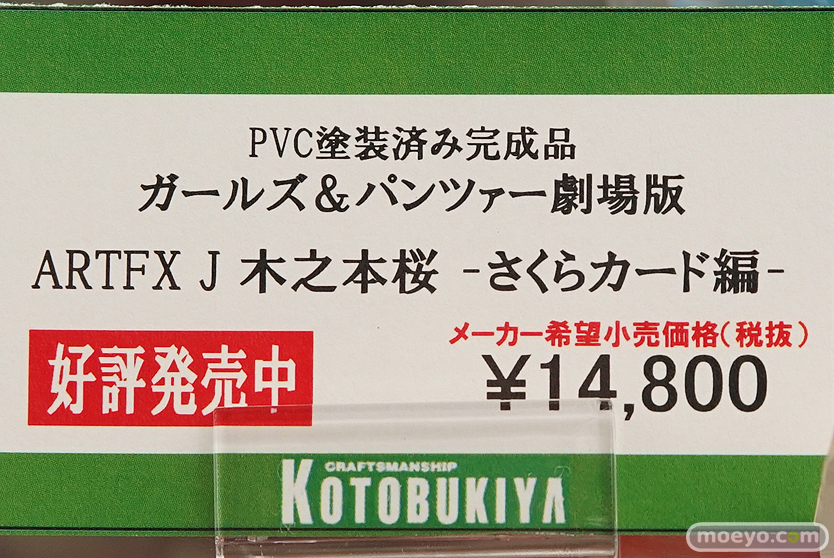 PVC塗装済み完成品
ガールズ＆パンツァー劇場版
ARTFX J 木之本桜 -さくらカード編-
好評発売中
メーカー希望小売価格（税抜）
¥14,800
CRAFTSMANSHIP
KOTOBUKIYA
moeyo.com